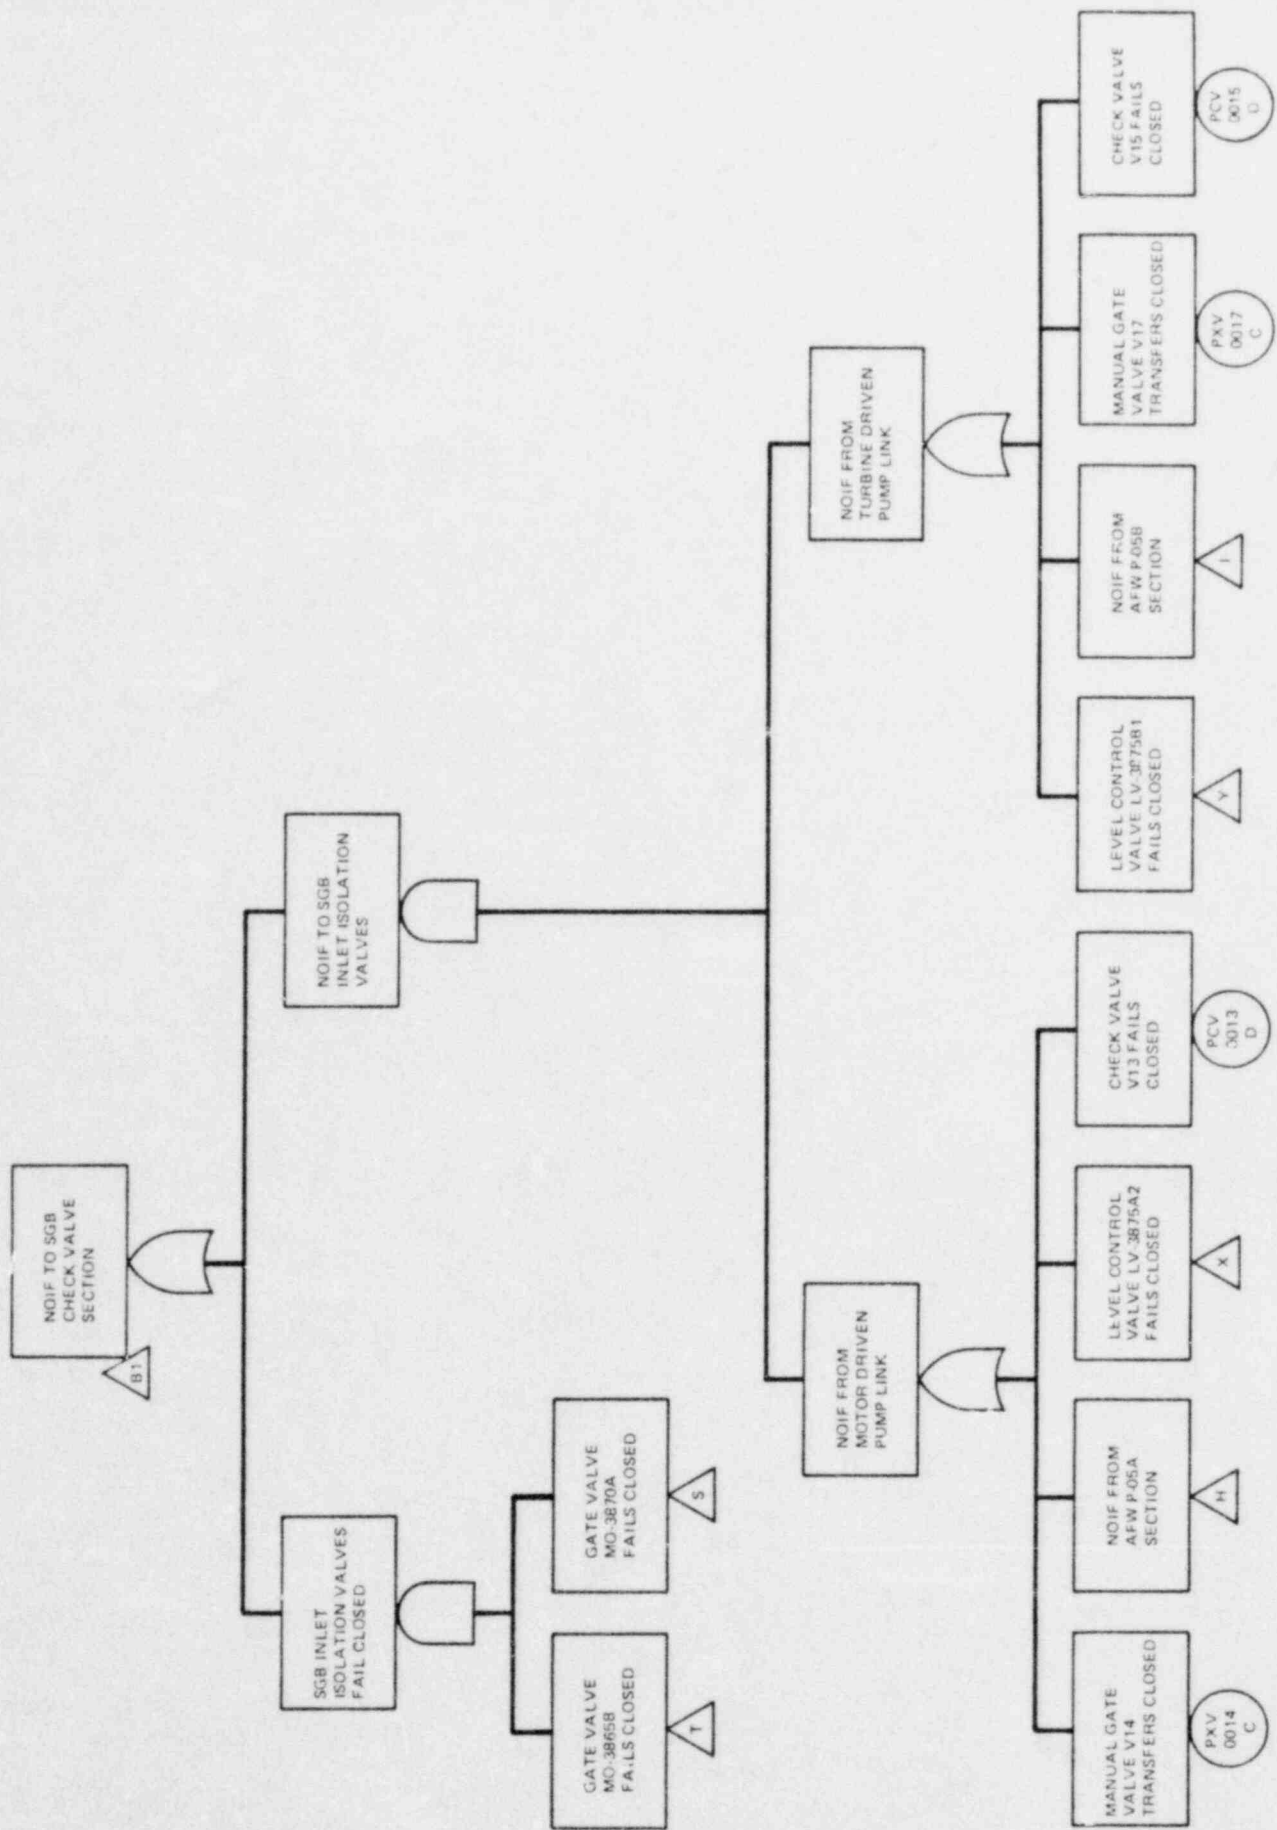 NOIF TO SGB
CHECK VALVE
SECTION
B1
SGB INLET
ISOLATION VALVES
FAIL CLOSED
NOIF TO SGB
INLET ISOLATION
VALVES
GATE VALVE
MO-3865B
FAILS CLOSED
T
GATE VALVE
MO-3870A
FAILS CLOSED
S
NOIF FROM
MOTOR DRIVEN
PUMP LINK
NOIF FROM
TURBINE DRIVEN
PUMP LINK
MANUAL GATE
VALVE V14
TRANSFERS CLOSED
PXV
0014
C
NOIF FROM
AFW P-05A
SECTION
H
LEVEL CONTROL
VALVE LV-3875A2
FAILS CLOSED
X
CHECK VALVE
V13 FAILS
CLOSED
PCV
0013
D
LEVEL CONTROL
VALVE LV-3875B1
FAILS CLOSED
Y
NOIF FROM
AFW P-05B
SECTION
I
MANUAL GATE
VALVE V17
TRANSFERS CLOSED
PXV
0017
C
CHECK VALVE
V15 FAILS
CLOSED
PCV
0015
D